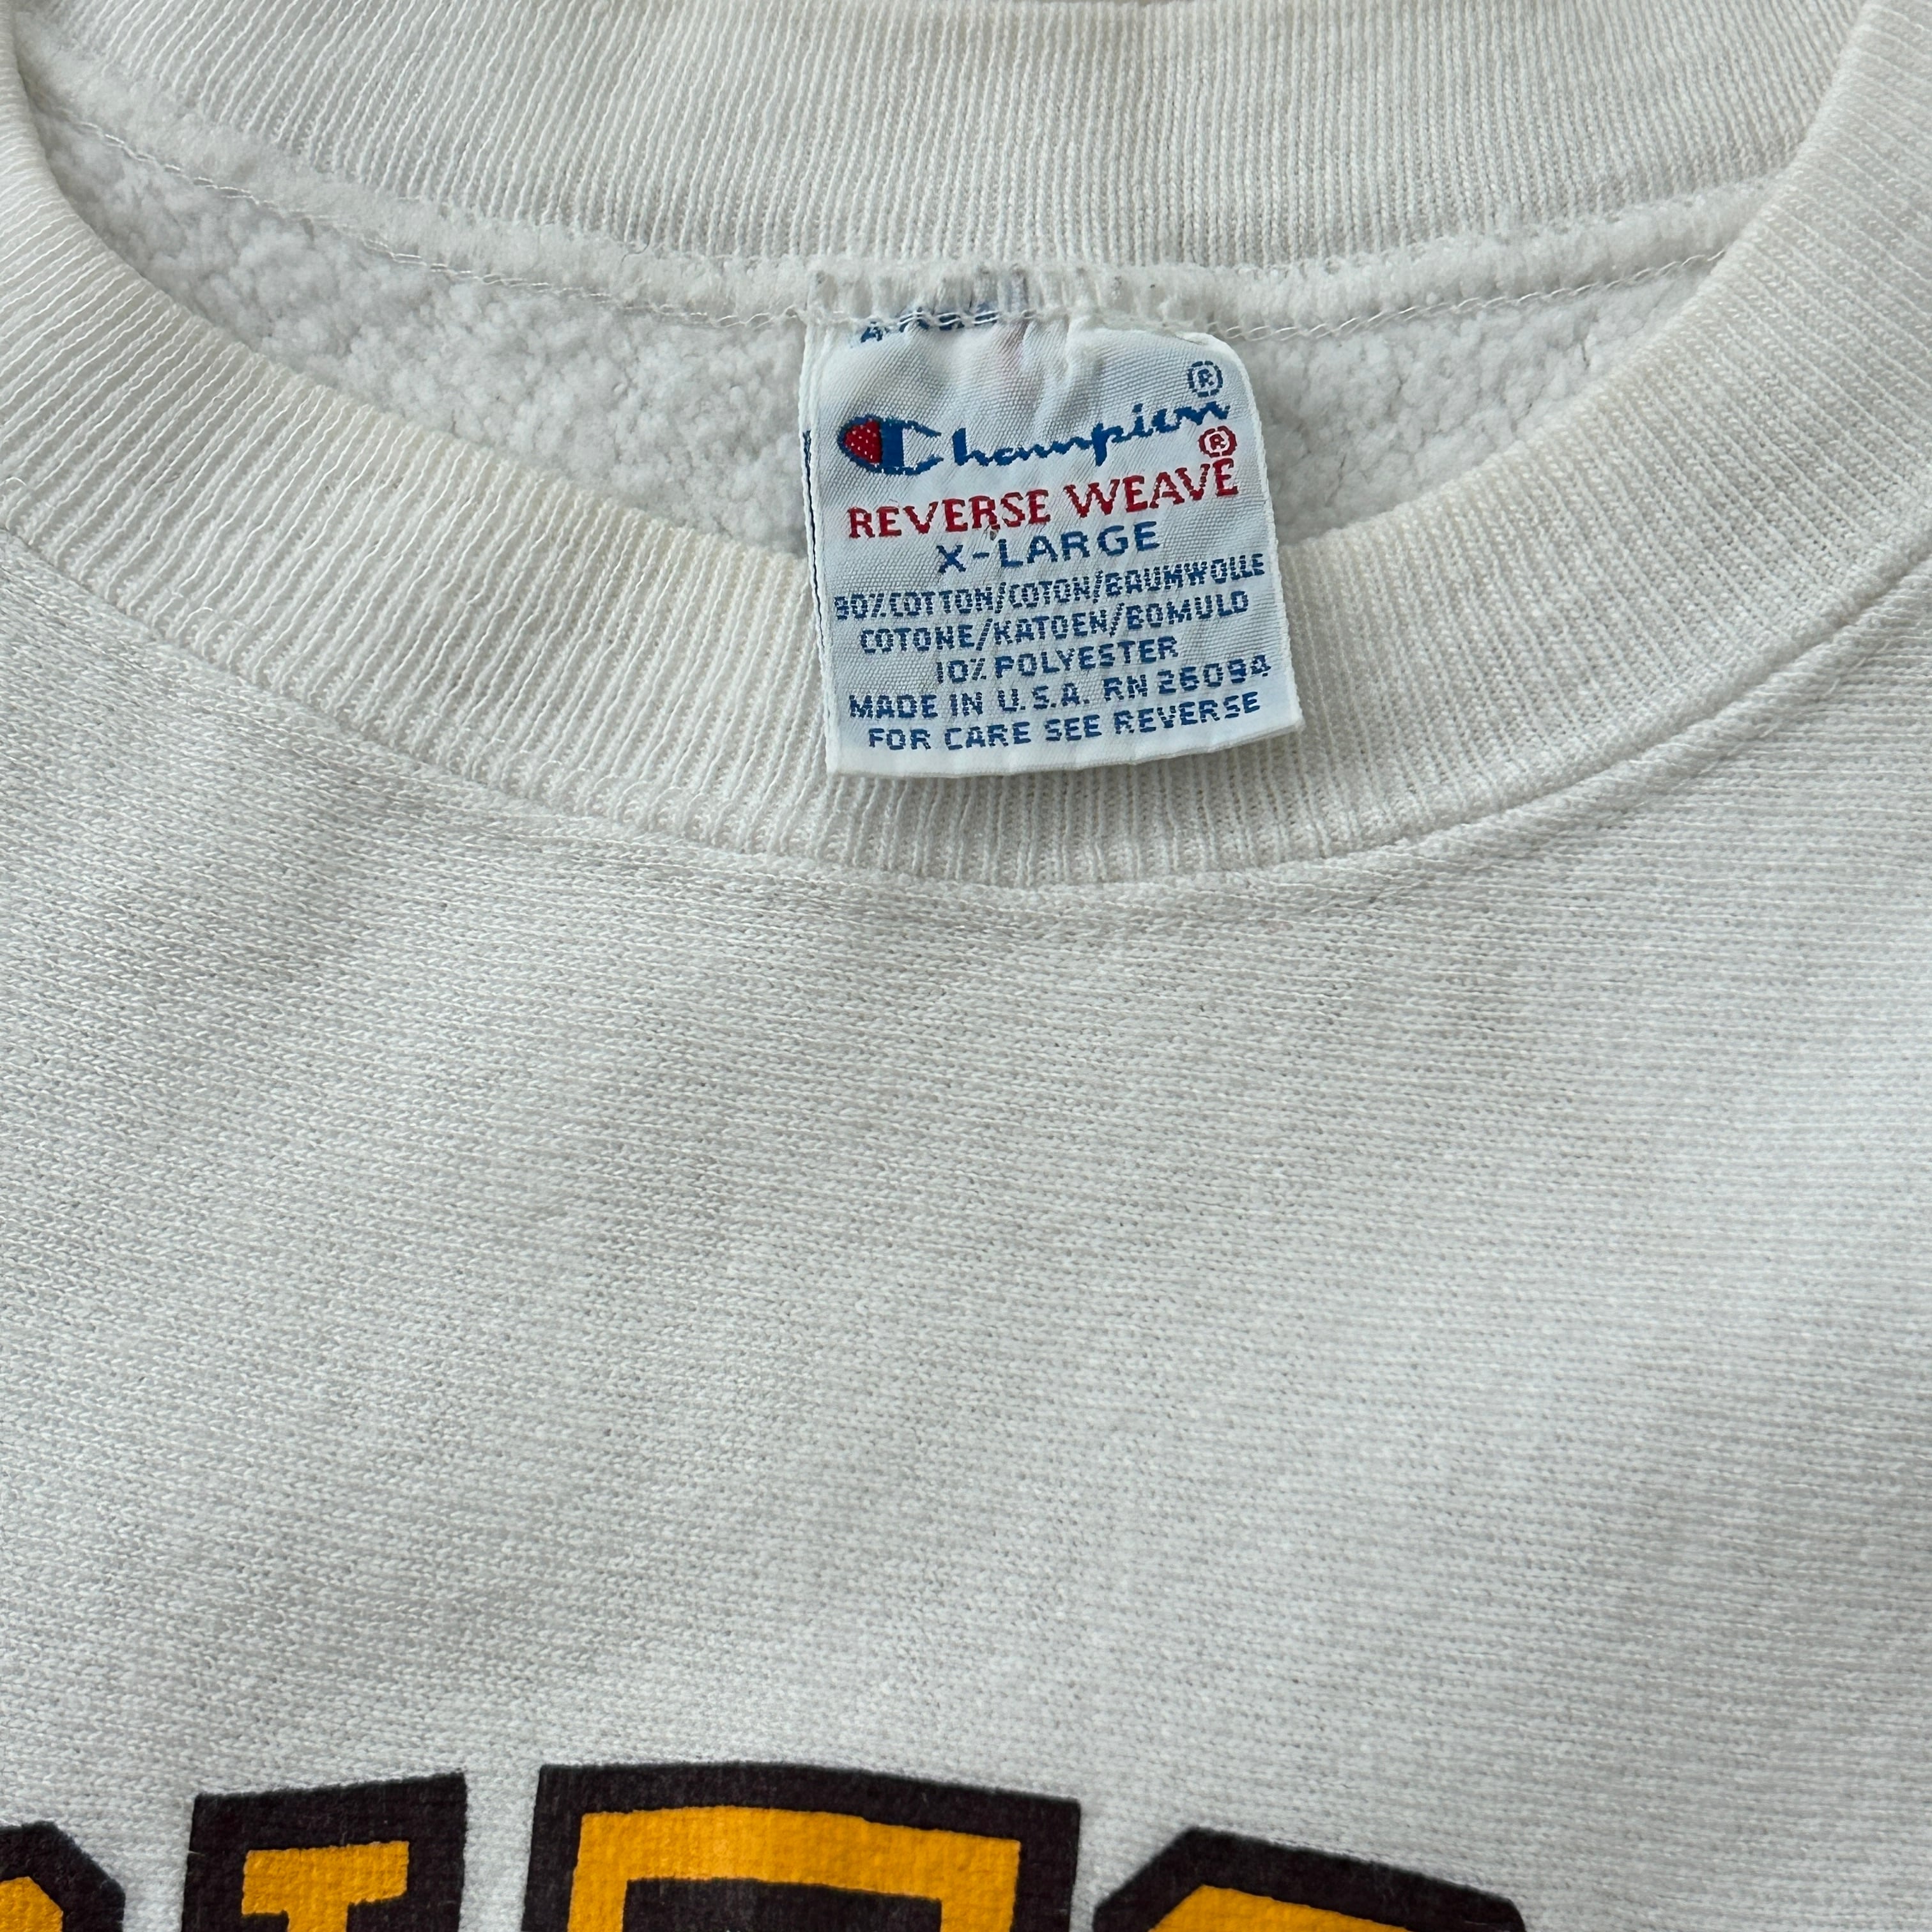 Champion®
REVERSE WEAVE®
X-LARGE
90% COTTON/COTON/BAUMWOLLE
COTONE/KATOEN/BOMULD
10% POLYESTER
MADE IN U.S.A. RN 26094
FOR CARE SEE REVERSE